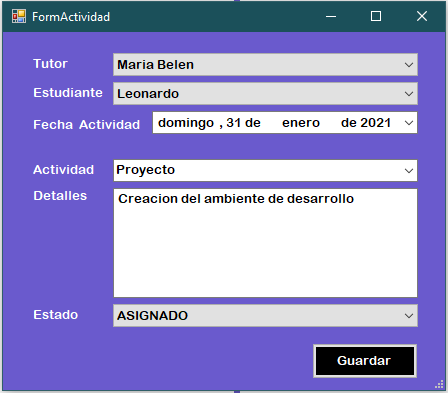 FormActividad
Tutor Maria Belen
Estudiante Leonardo
Fecha Actividad domingo , 31 de enero de 2021
Actividad Proyecto
Detalles Creacion del ambiente de desarrollo
Estado ASIGNADO
Guardar